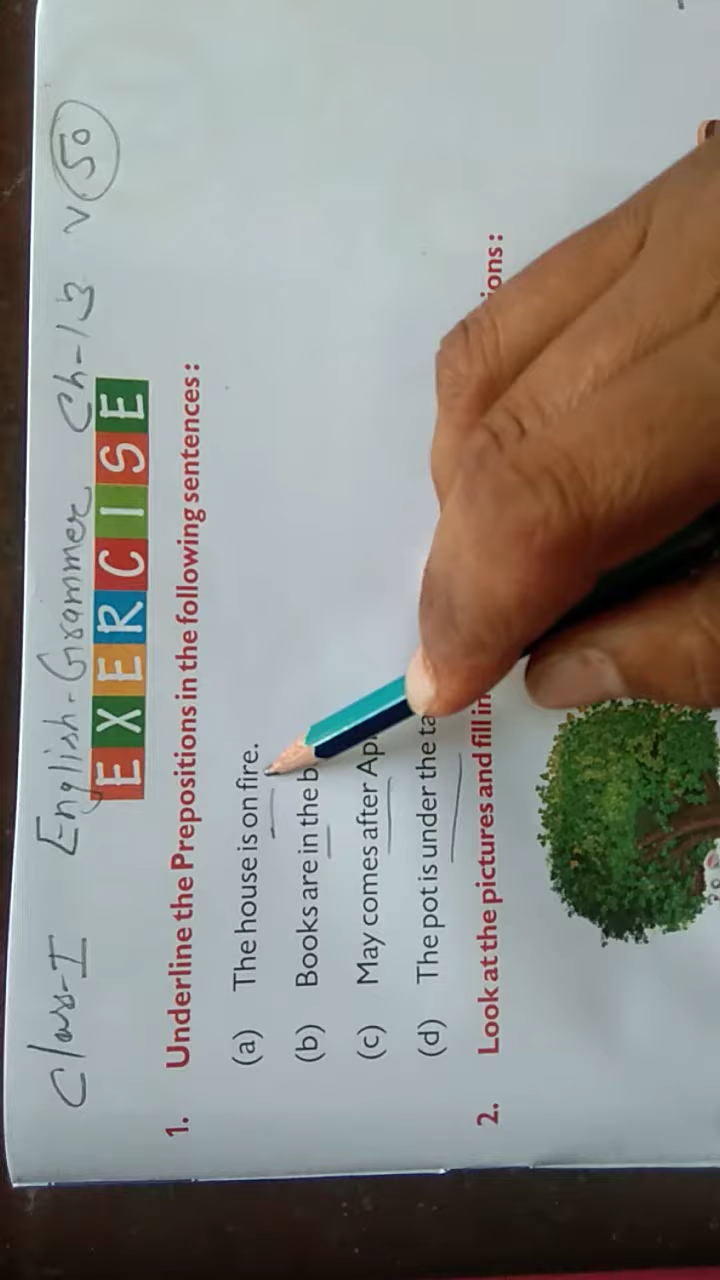 Class-I English-Grammer Ch-13 v.50
EXERCISE
1. Underline the Prepositions in the following sentences :
(a) The house is on fire.
(b) Books are in the
(c) May comes after
(d) The pot is under the
2. Look at the pictures and fill in